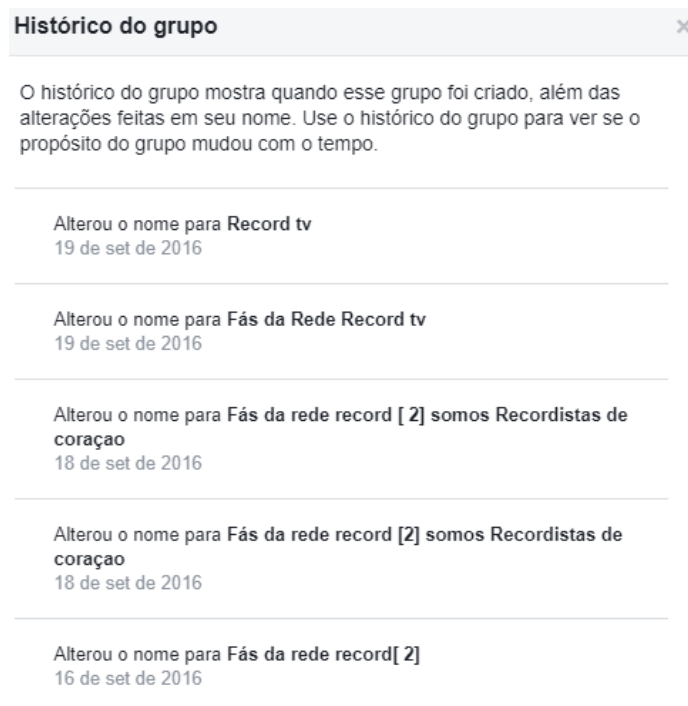 Histórico do grupo
×
O histórico do grupo mostra quando esse grupo foi criado, além das
alterações feitas em seu nome. Use o histórico do grupo para ver se o
propósito do grupo mudou com o tempo.
Alterou o nome para Record tv
19 de set de 2016
Alterou o nome para Fás da Rede Record tv
19 de set de 2016
Alterou o nome para Fás da rede record [ 2] somos Recordistas de
coraçao
18 de set de 2016
Alterou o nome para Fás da rede record [2] somos Recordistas de
coraçao
18 de set de 2016
Alterou o nome para Fás da rede record[ 2]
16 de set de 2016